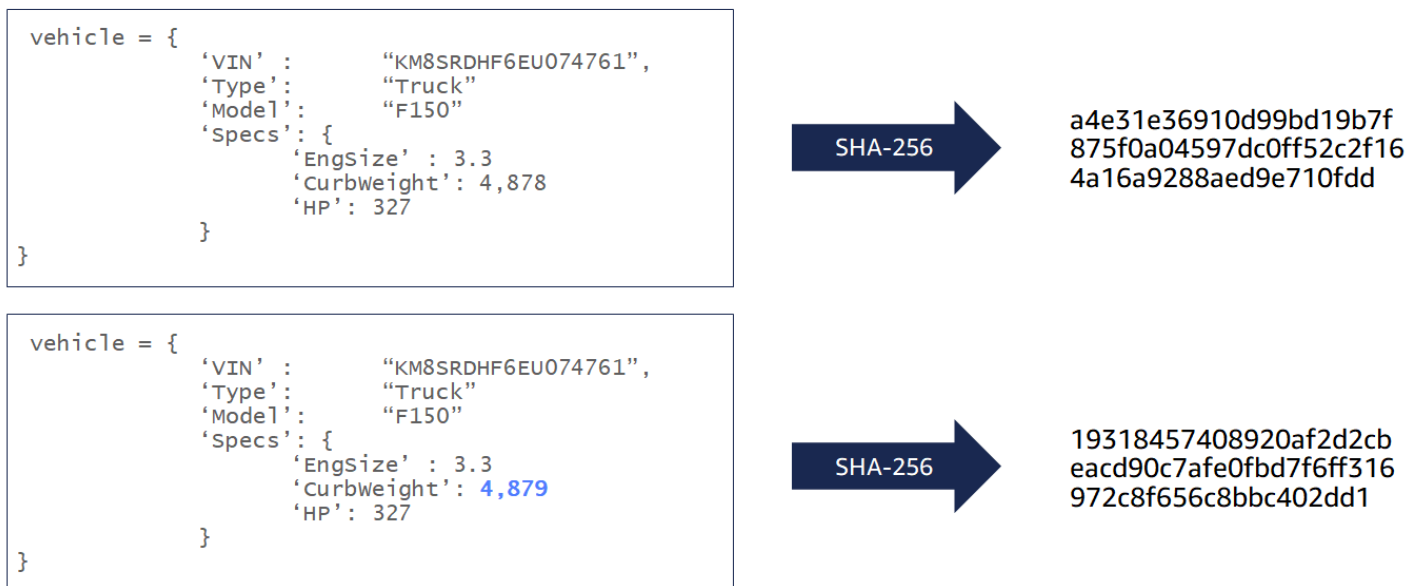 vehicle = {
‘VIN’ : “KM8SRDHF6EU074761”,
‘Type’: “Truck”
‘Model’: “F150”
‘Specs’: {
‘EngSize’ : 3.3
‘CurbWeight’: 4,878
‘HP’: 327
}
}
SHA-256
a4e31e36910d99bd19b7f
875f0a04597dc0ff52c2f16
4a16a9288aed9e710fdd
vehicle = {
‘VIN’ : “KM8SRDHF6EU074761”,
‘Type’: “Truck”
‘Model’: “F150”
‘Specs’: {
‘EngSize’ : 3.3
‘CurbWeight’: 4,879
‘HP’: 327
}
}
SHA-256
19318457408920af2d2cb
eacd90c7afe0fbd7f6ff316
972c8f656c8bbc402dd1